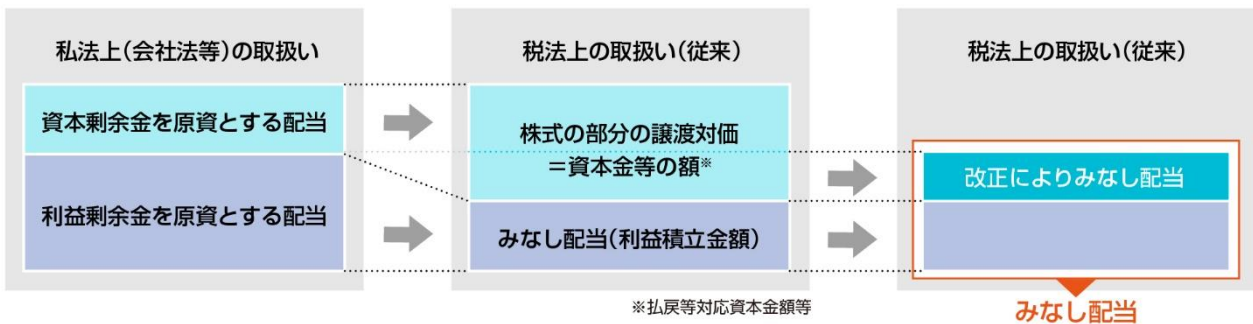 私法上(会社法等)の取扱い
資本剰余金を原資とする配当
利益剰余金を原資とする配当
税法上の取扱い(従来)
株式の部分の譲渡対価
＝資本金等の額※
みなし配当(利益積立金額)
※払戻等対応資本金額等
税法上の取扱い(従来)
改正によりみなし配当
みなし配当